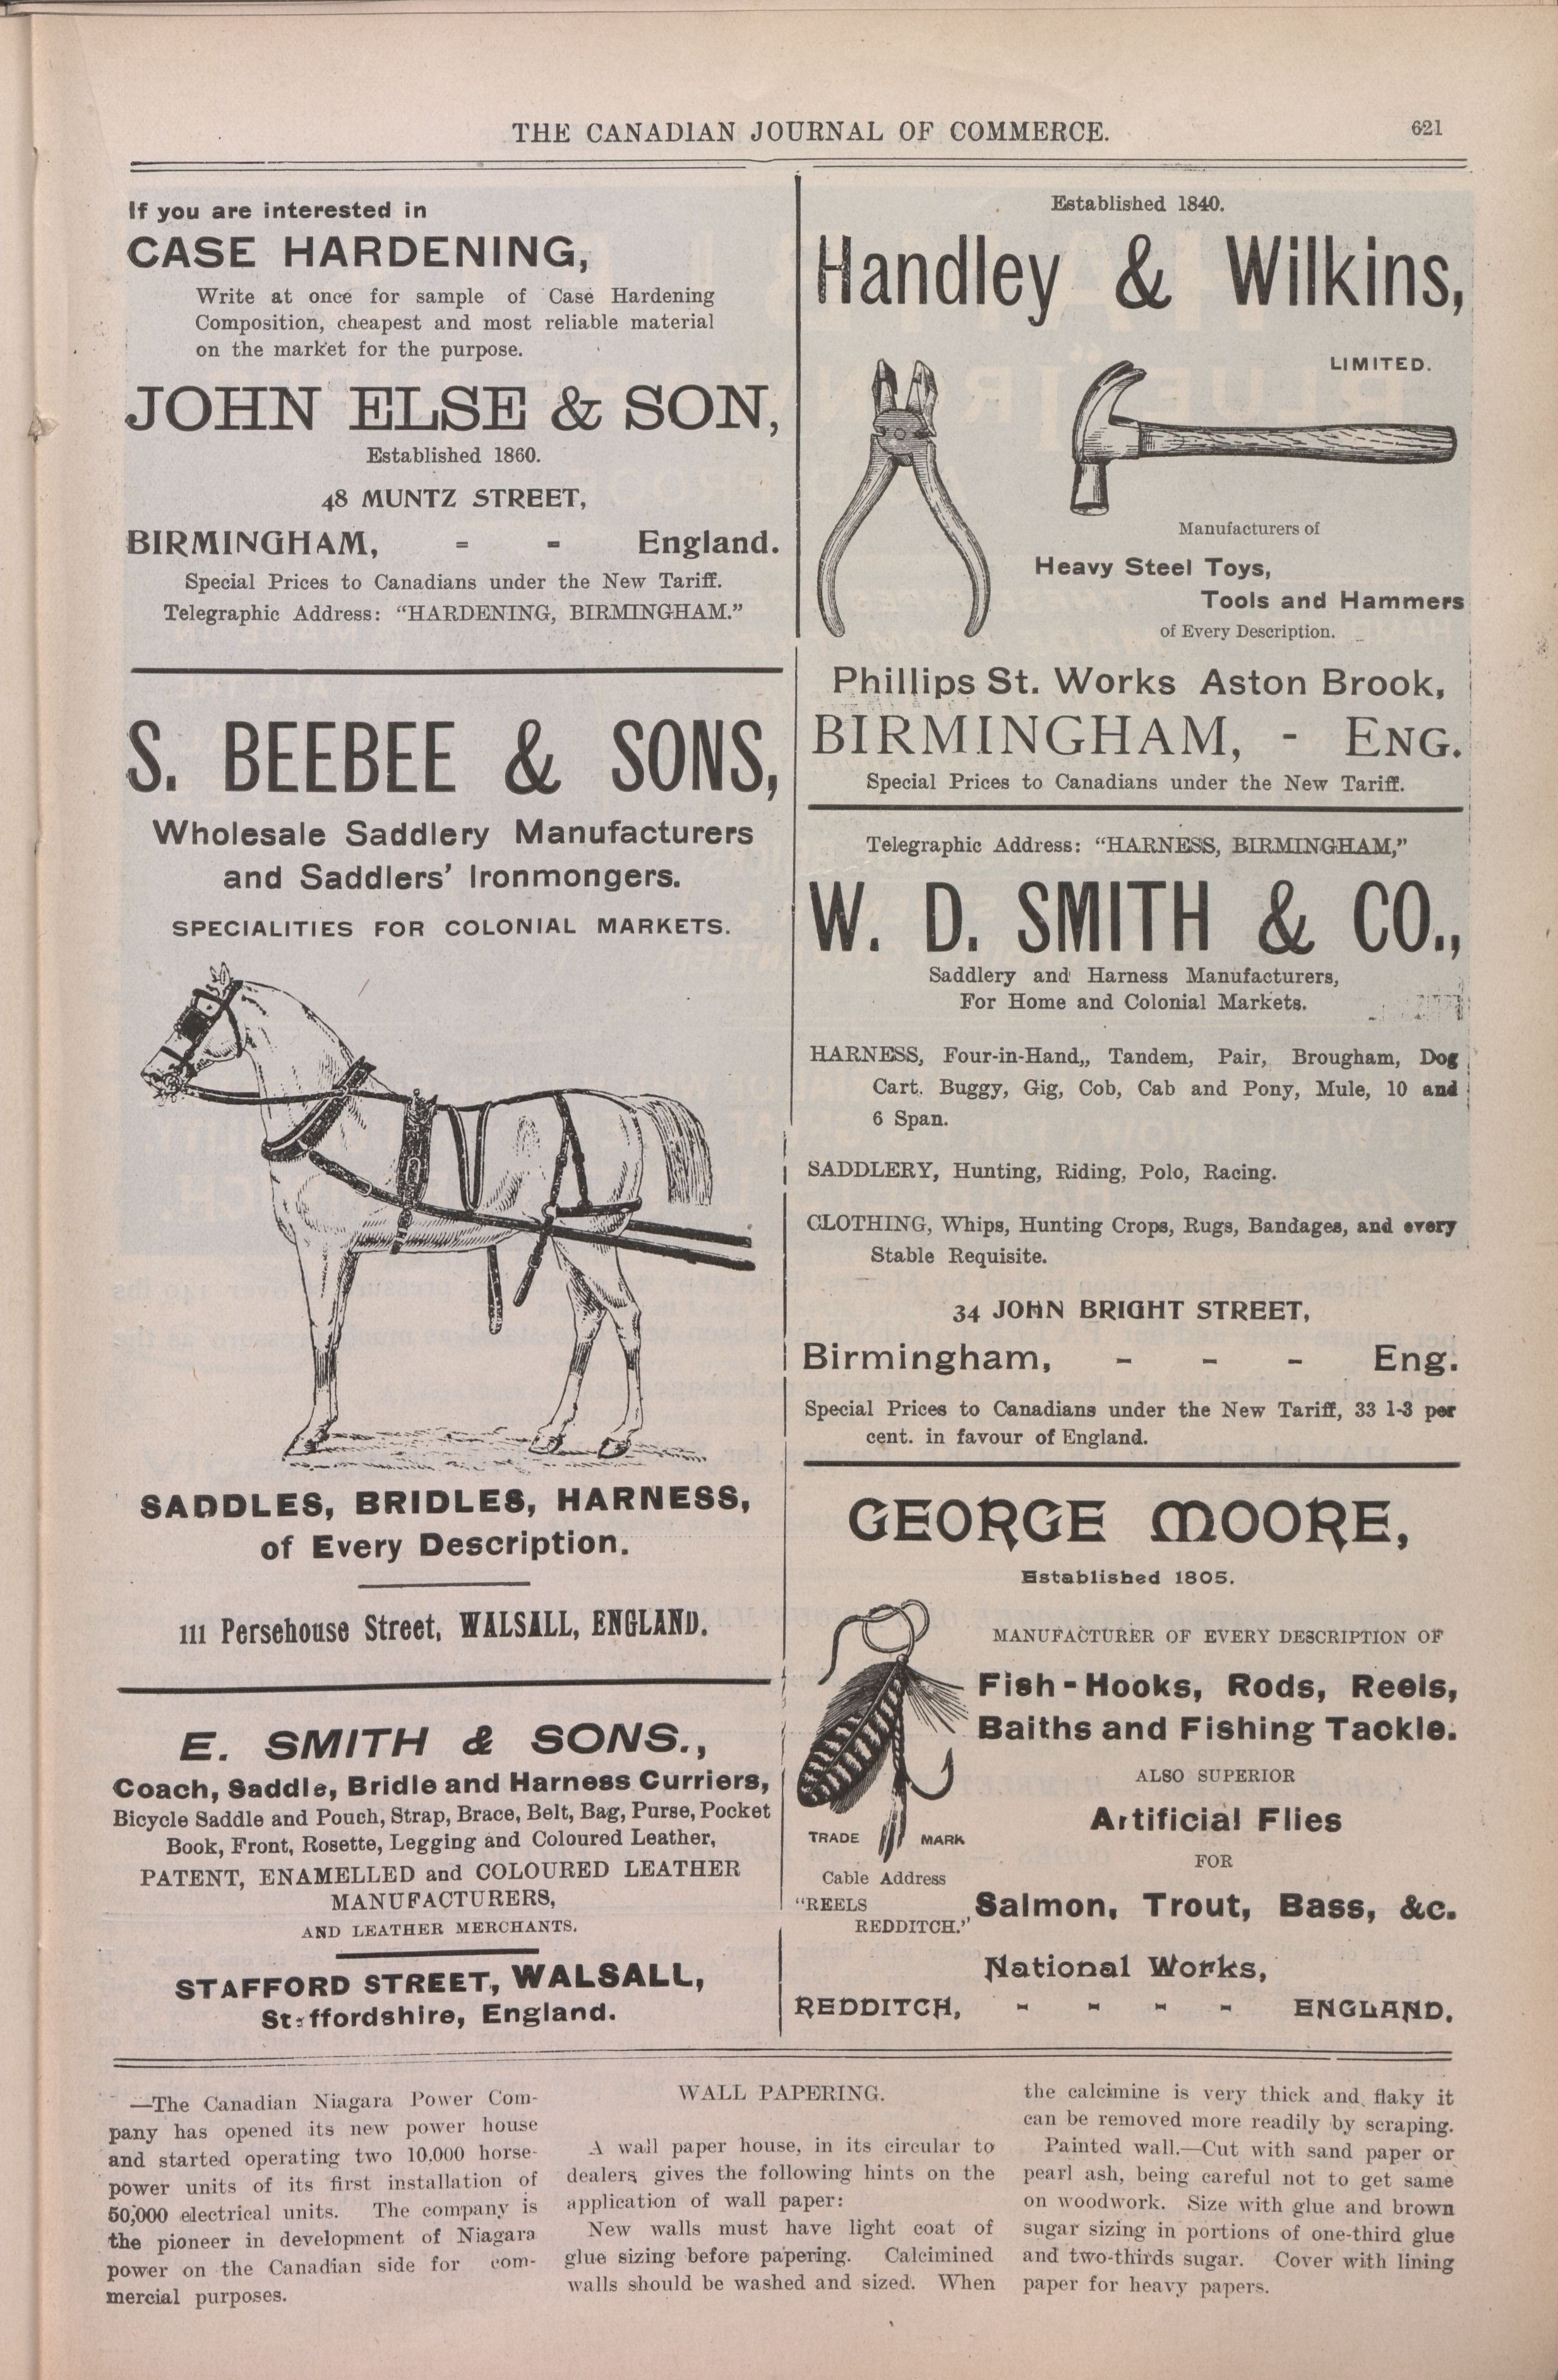 THE CANADIAN JOURNAL OF COMMERCE.
621
If you are interested in
CASE HARDENING,
Write at once for sample of Case Hardening
Composition, cheapest and most reliable material
on the market for the purpose.
JOHN ELSE & SON,
Established 1860.
48 MUNTZ STREET,
BIRMINGHAM, - - England.
Special Prices to Canadians under the New Tariff.
Telegraphic Address: “HARDENING, BIRMINGHAM.”
S. BEEBEE & SONS,
Wholesale Saddlery Manufacturers
and Saddlers’ Ironmongers.
SPECIALITIES FOR COLONIAL MARKETS.
SADDLES, BRIDLES, HARNESS,
of Every Description.
111 Persehouse Street, WALSALL, ENGLAND.
E. SMITH & SONS.,
Coach, Saddle, Bridle and Harness Curriers,
Bicycle Saddle and Pouch, Strap, Brace, Belt, Bag, Purse, Pocket
Book, Front, Rosette, Legging and Coloured Leather,
PATENT, ENAMELLED and COLOURED LEATHER
MANUFACTURERS,
AND LEATHER MERCHANTS.
STAFFORD STREET, WALSALL,
Staffordshire, England.
Established 1840.
Handley & Wilkins,
LIMITED.
Manufacturers of
Heavy Steel Toys,
Tools and Hammers
of Every Description.
Phillips St. Works Aston Brook,
BIRMINGHAM, - ENG.
Special Prices to Canadians under the New Tariff.
Telegraphic Address: “HARNESS, BIRMINGHAM,”
W. D. SMITH & CO.,
Saddlery and Harness Manufacturers,
For Home and Colonial Markets.
HARNESS, Four-in-Hand,, Tandem, Pair, Brougham, Dog
Cart. Buggy, Gig, Cob, Cab and Pony, Mule, 10 and
6 Span.
SADDLERY, Hunting, Riding, Polo, Racing.
CLOTHING, Whips, Hunting Crops, Rugs, Bandages, and every
Stable Requisite.
34 JOHN BRIGHT STREET,
Birmingham, - - - Eng.
Special Prices to Canadians under the New Tariff, 33 1-3 per
cent. in favour of England.
GEORGE MOORE,
Established 1805.
MANUFACTURER OF EVERY DESCRIPTION OF
Fish-Hooks, Rods, Reels,
Baiths and Fishing Tackle.
ALSO SUPERIOR
Artificial Flies
FOR
Salmon, Trout, Bass, &c.
TRADE MARK
Cable Address
“REELS
REDDITCH.”
National Works,
REDDITCH, - - - - ENGLAND.
—The Canadian Niagara Power Com-
pany has opened its new power house
and started operating two 10,000 horse-
power units of its first installation of
50,000 electrical units. The company is
the pioneer in development of Niagara
power on the Canadian side for com-
mercial purposes.
WALL PAPERING.
A wall paper house, in its circular to
dealers, gives the following hints on the
application of wall paper:
New walls must have light coat of
glue sizing before papering. Calcimined
walls should be washed and sized. When
the calcimine is very thick and flaky it
can be removed more readily by scraping.
Painted wall.—Cut with sand paper or
pearl ash, being careful not to get same
on woodwork. Size with glue and brown
sugar sizing in portions of one-third glue
and two-thirds sugar. Cover with lining
paper for heavy papers.